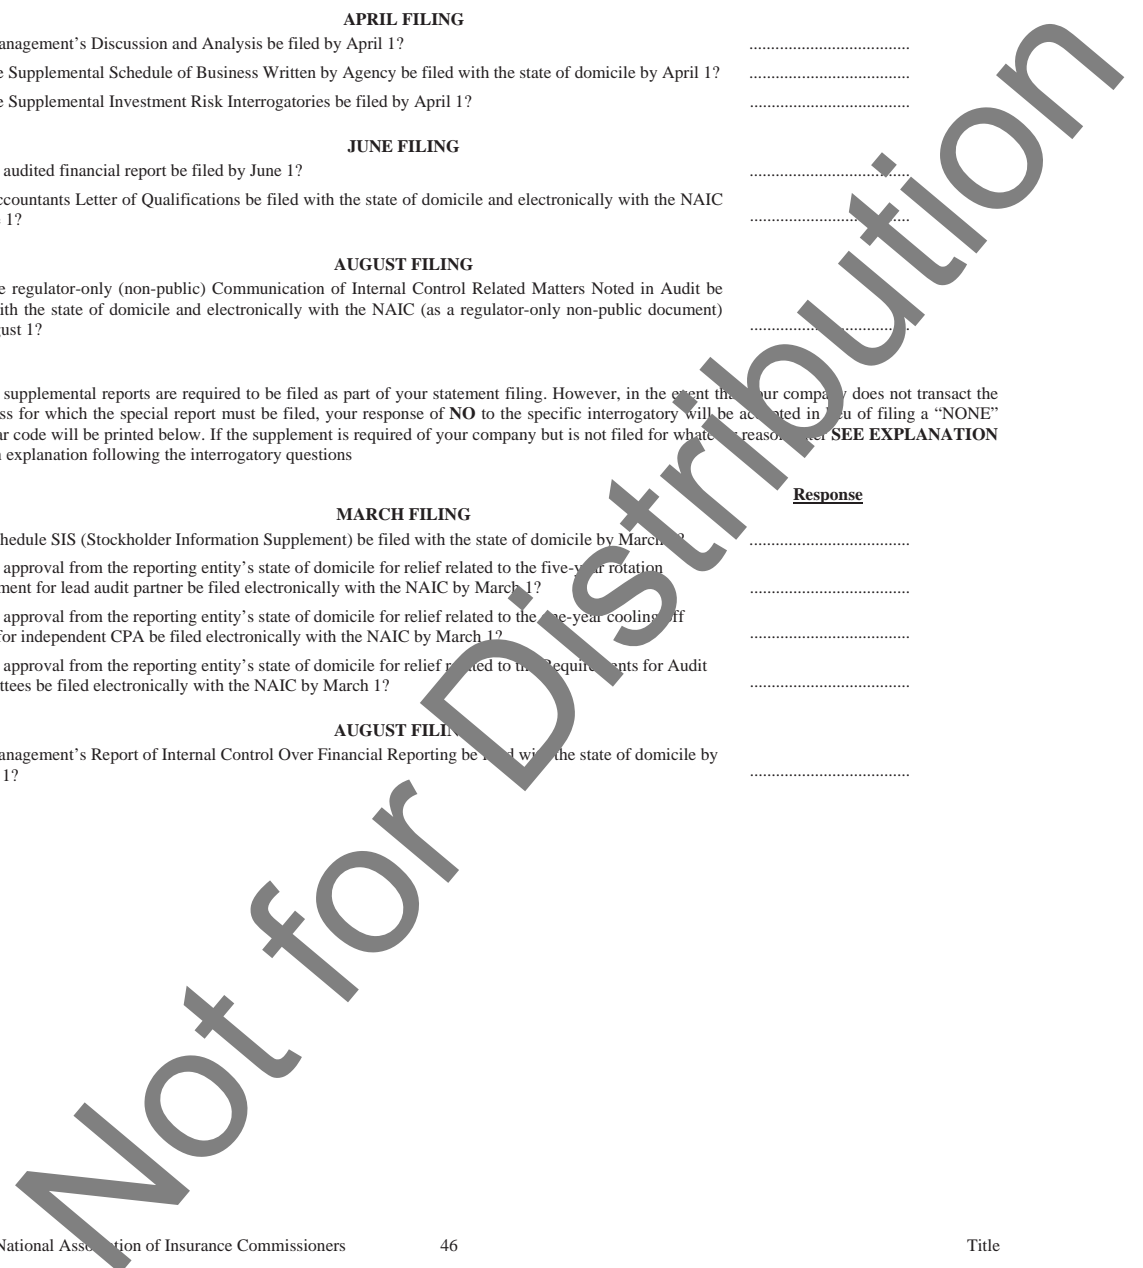 APRIL FILING
anagement’s Discussion and Analysis be filed by April 1? ....................................
e Supplemental Schedule of Business Written by Agency be filed with the state of domicile by April 1? ....................................
e Supplemental Investment Risk Interrogatories be filed by April 1? ....................................
JUNE FILING
audited financial report be filed by June 1? ....................................
ccountants Letter of Qualifications be filed with the state of domicile and electronically with the NAIC
1? ....................................
AUGUST FILING
e regulator-only (non-public) Communication of Internal Control Related Matters Noted in Audit be
ith the state of domicile and electronically with the NAIC (as a regulator-only non-public document)
ust 1? ....................................
supplemental reports are required to be filed as part of your statement filing. However, in the event your company does not transact the
ss for which the special report must be filed, your response of NO to the specific interrogatory will be accepted in of filing a “NONE”
ar code will be printed below. If the supplement is required of your company but is not filed for SEE EXPLANATION
explanation following the interrogatory questions
Response
MARCH FILING
hedule SIS (Stockholder Information Supplement) be filed with the state of domicile by March ? ....................................
approval from the reporting entity’s state of domicile for relief related to the five-year rotation
ment for lead audit partner be filed electronically with the NAIC by March 1? ....................................
approval from the reporting entity’s state of domicile for relief related to the one-year cooling off
for independent CPA be filed electronically with the NAIC by March 1? ....................................
approval from the reporting entity’s state of domicile for relief related to the Requirements for Audit
ttees be filed electronically with the NAIC by March 1? ....................................
AUGUST FILING
anagement’s Report of Internal Control Over Financial Reporting be filed with the state of domicile by
1? ....................................
Not for Distribution
National Association of Insurance Commissioners 46 Title